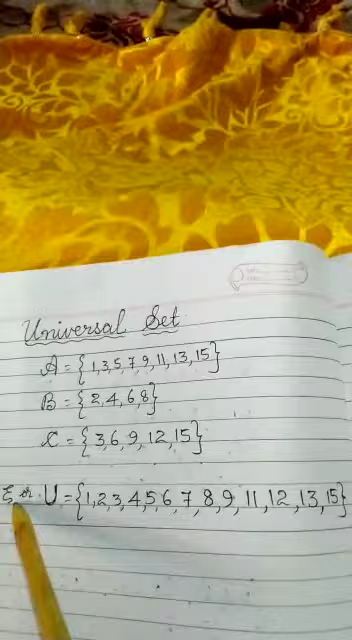 Universal Set
A = {1,3,5,7,9,11,13,15}
B = {2,4,6,8}
C = {3,6,9,12,15}
ξ or U = {1,2,3,4,5,6,7,8,9,11,12,13,15}